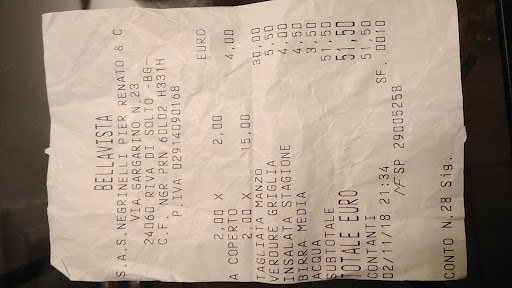 BELLAVISTA
S.A.S.NEGRINELLI PIER RENATO & C
VIA GARGARINO N.23
24060 RIVA DI SOLTO -BG-
C.F. NGR PRN 60L02 H331H
P.IVA 02914090168
EURO
2,00 X 2,00
A COPERTO 4,00
2,00 X 15,00
TAGLIATA MANZO 30,00
VERDURE GRIGLIA 5,50
INSALATA STAGIONE 4,00
BIRRA MEDIA 4,50
ACQUA 3,50
SUBTOTALE 51,50
TOTALE EURO 51,50
CONTANTI 51,50
02/11/18 21:34 SF. 0010
MF SP 29005258
CONTO N.28 Sig.